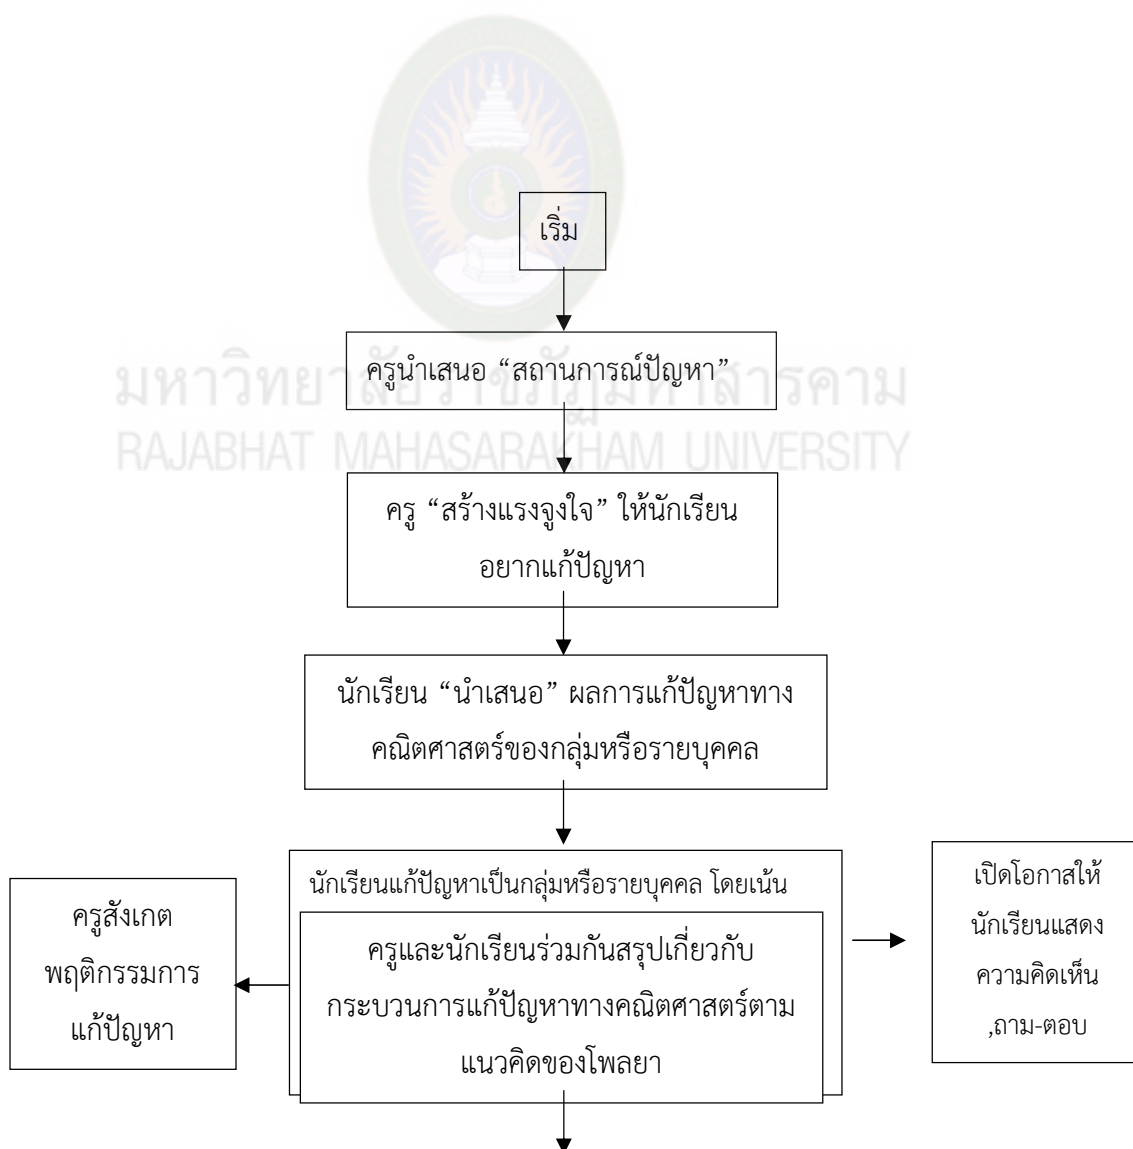 เริ่ม
ครูนำเสนอ “สถานการณ์ปัญหา”
มหาวิทยาลัยราชภัฏมหาสารคาม
RAJABHAT MAHASARAKHAM UNIVERSITY
ครู “สร้างแรงจูงใจ” ให้นักเรียน
อยากแก้ปัญหา
นักเรียน “นำเสนอ” ผลการแก้ปัญหาทาง
คณิตศาสตร์ของกลุ่มหรือรายบุคคล
นักเรียนแก้ปัญหาเป็นกลุ่มหรือรายบุคคล โดยเน้น
ครูสังเกต
พฤติกรรมการ
แก้ปัญหา
ครูและนักเรียนร่วมกันสรุปเกี่ยวกับ
กระบวนการแก้ปัญหาทางคณิตศาสตร์ตาม
แนวคิดของโพลยา
เปิดโอกาสให้
นักเรียนแสดง
ความคิดเห็น
,ถาม-ตอบ